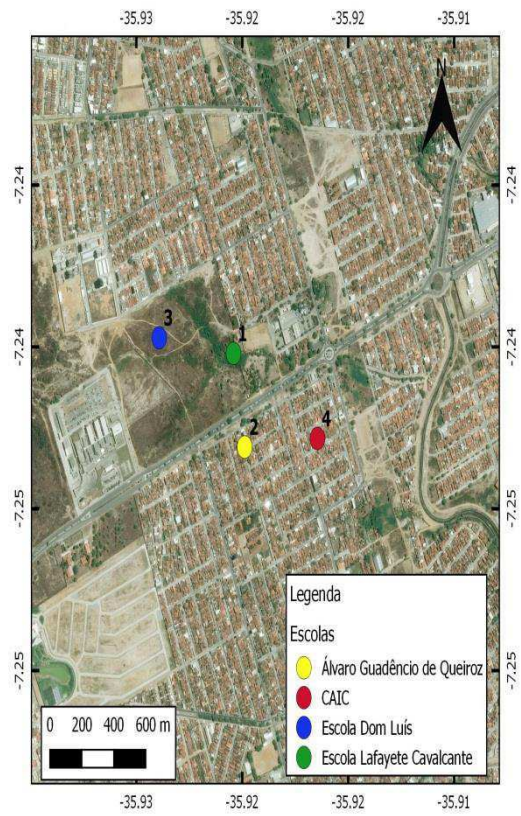 -35.93 -35.92 -35.92 -35.91
N
-7.24 -7.24
3
1
-7.24 -7.24
2
4
-7.25 -7.25
Legenda
Escolas
Álvaro Guadêncio de Queiroz
CAIC
Escola Dom Luís
Escola Lafayete Cavalcante
-7.25 -7.25
0 200 400 600 m
-35.93 -35.92 -35.92 -35.91